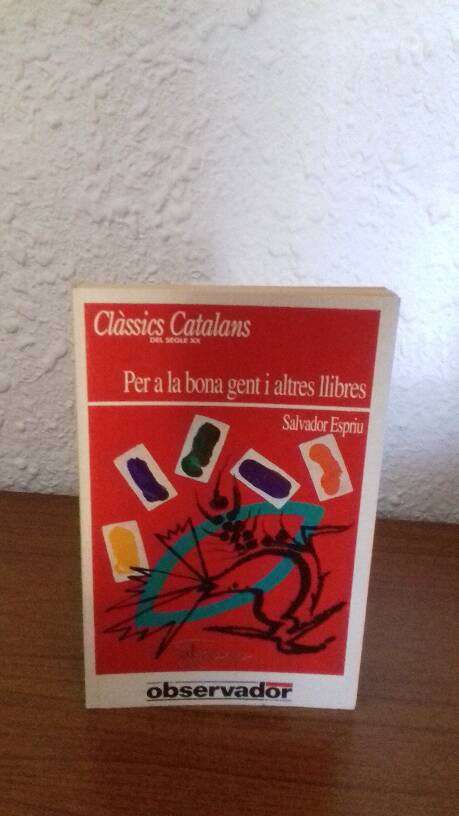 Clàssics Catalans
DEL SEGLE XX
Per a la bona gent i altres llibres
Salvador Espriu
observador